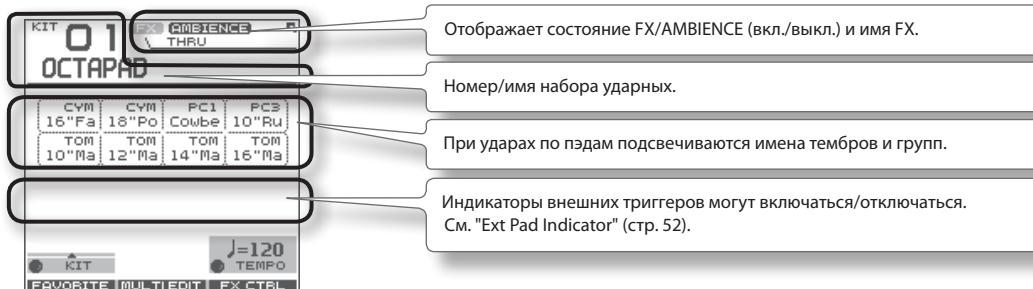 KIT 01 FX AMBIENCE
THRU
OCTAPAD
CYM CYM PC1 PC3
16"Fa 18"Po Cowbe 10"Ru
TOM TOM TOM TOM
10"Ma 12"Ma 14"Ma 16"Ma
♩=120
KIT TEMPO
FAVORITE MULTI EDIT FX CTRL
Отображает состояние FX/AMBIENCE (вкл./выкл.) и имя FX.
Номер/имя набора ударных.
При ударах по пэдам подсвечиваются имена тембров и групп.
Индикаторы внешних триггеров могут включаться/отключаться.
См. "Ext Pad Indicator" (стр. 52).